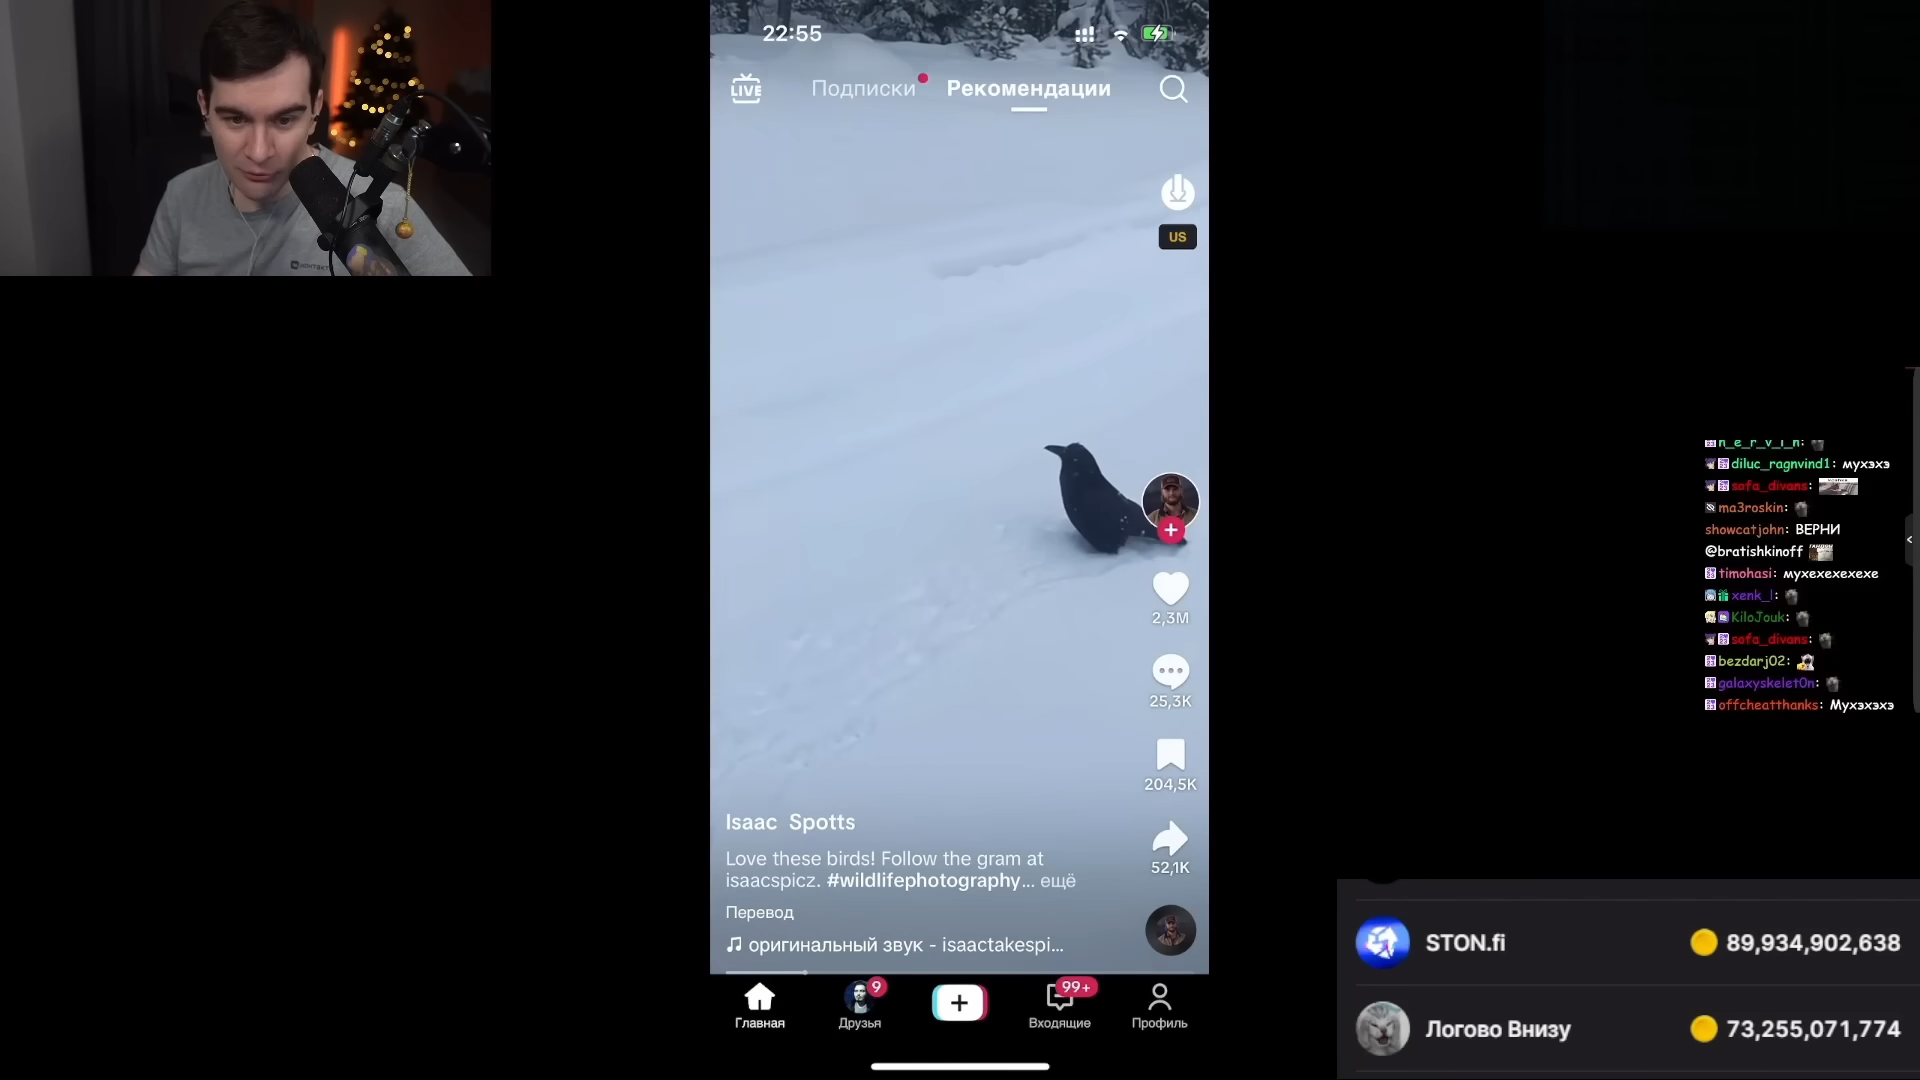 22:55
LIVE
Подписки
Рекомендации
US
2,3M
25,3K
204,5K
52,1K
Isaac Spotts
Love these birds! Follow the gram at
isaacspicz. #wildlifephotography... ещё
Перевод
оригинальный звук - isaactakespi...
Главная
9
Друзья
99+
Входящие
Профиль
n_e_r_v_i_n:
diluc_ragnvind1: мухэхэ
sofa_divans:
ma3roskin:
showcatjohn: ВЕРНИ
@bratishkinoff
timohasi: мухехехехехе
xenk_l:
KiloJouk:
sofa_divans:
bezdarj02:
galaxyskelet0n:
offcheatthanks: Мухэхэхэ
STON.fi 89,934,902,638
Логово Внизу 73,255,071,774